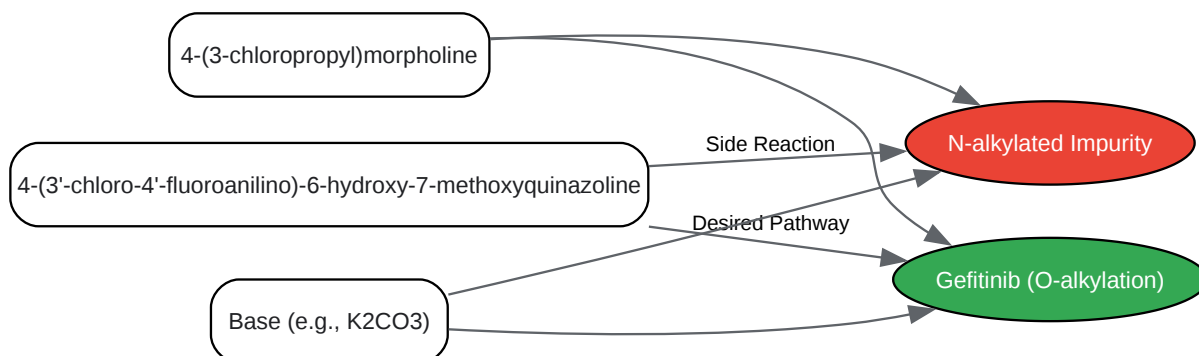 4-(3-chloropropyl)morpholine
Side Reaction
N-alkylated Impurity
4-(3'-chloro-4'-fluoroanilino)-6-hydroxy-7-methoxyquinazoline
Desired Pathway
Gefitinib (O-alkylation)
Base (e.g., K2CO3)